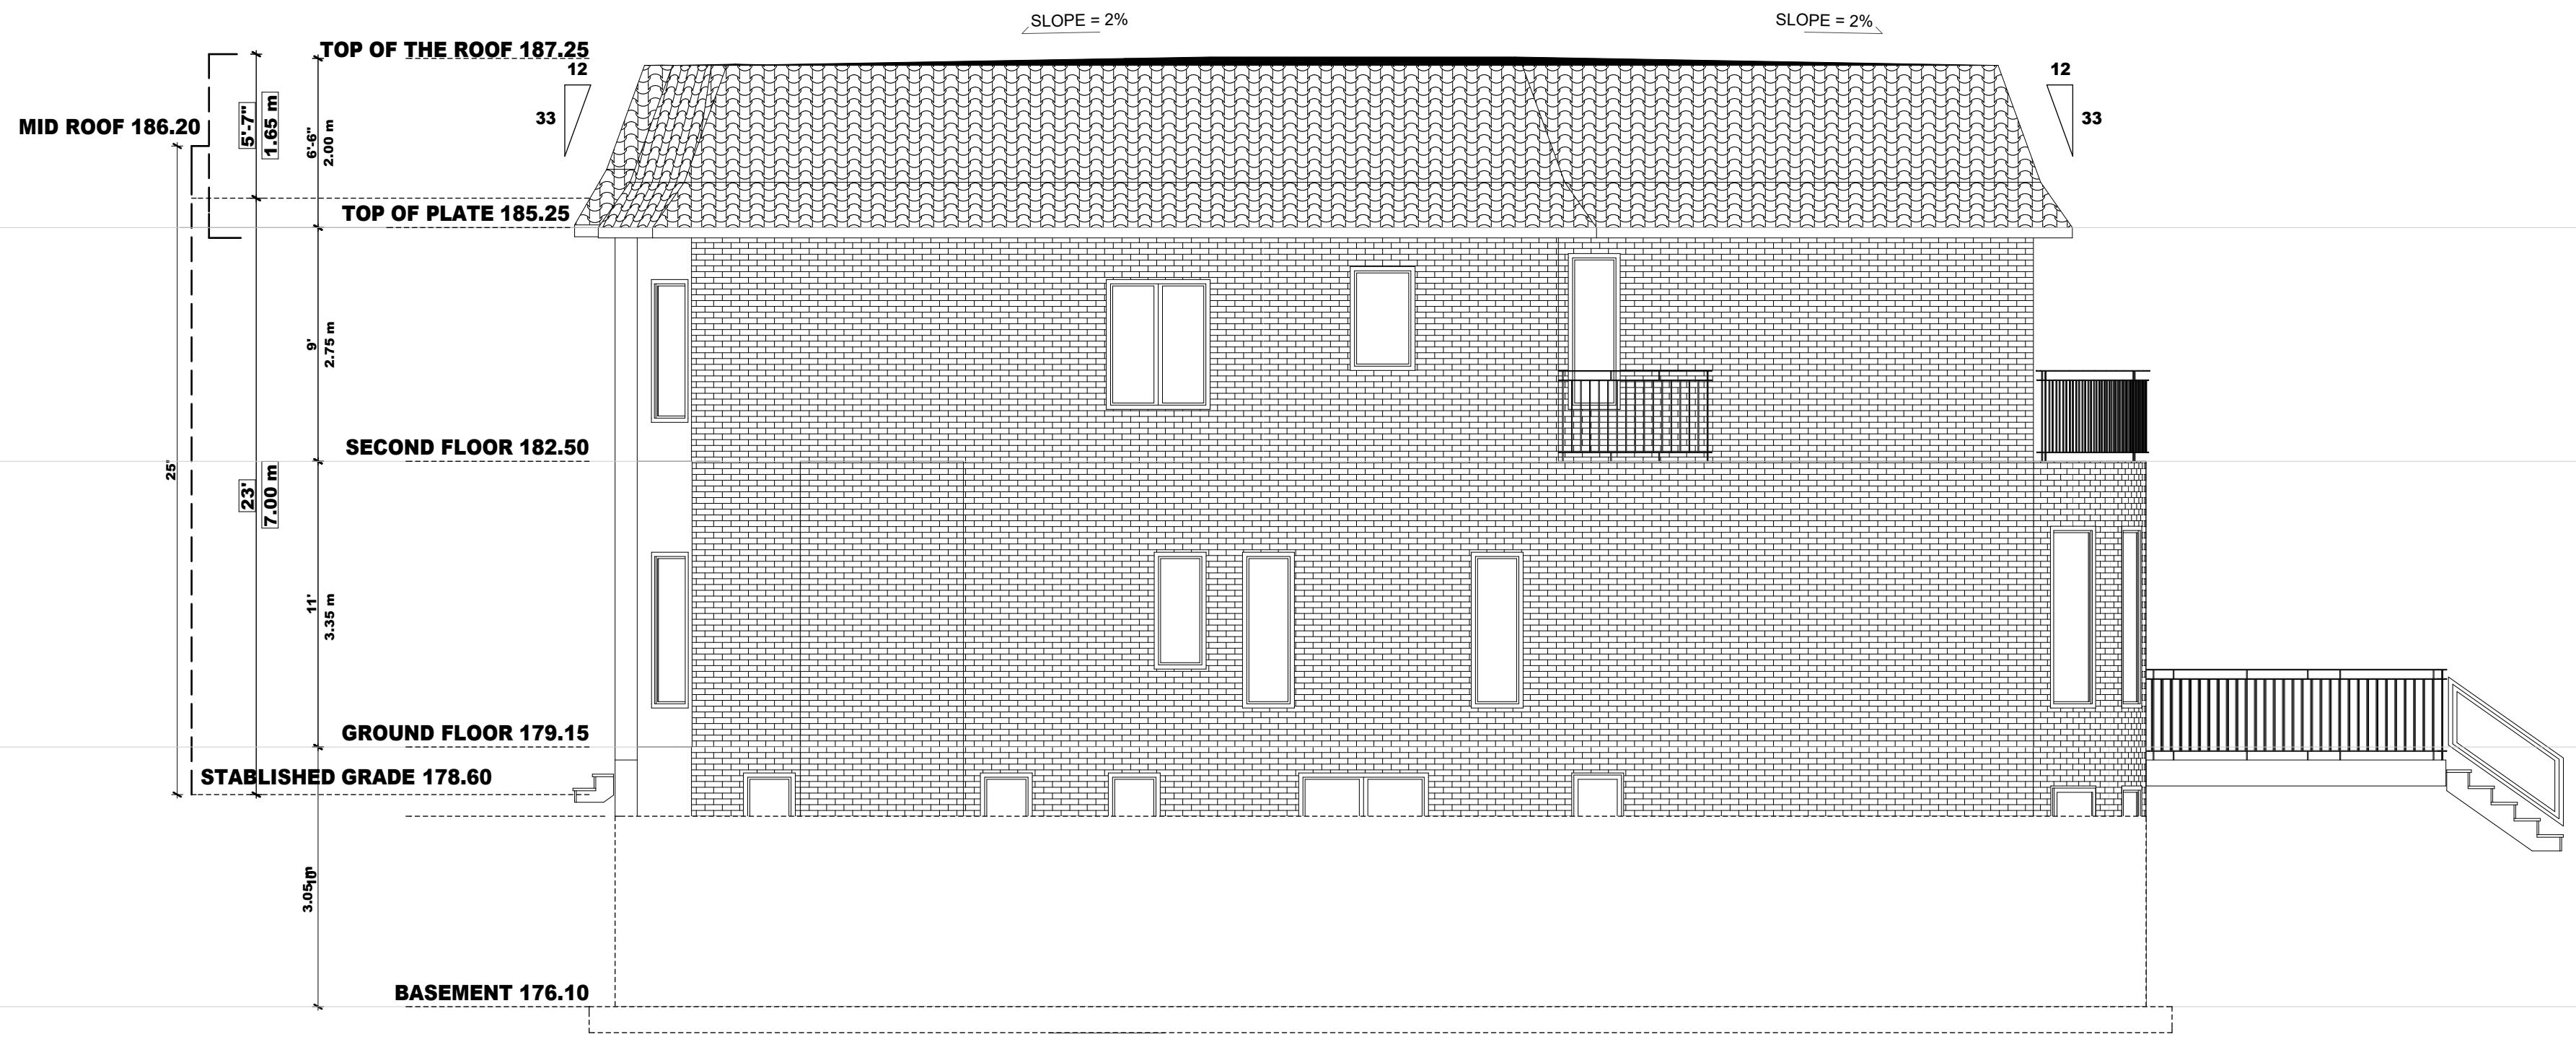 SLOPE = 2%
SLOPE = 2%
TOP OF THE ROOF 187.25
12
33
12
33
MID ROOF 186.20
5'-7"
1.65 m
6'-6"
2.00 m
TOP OF PLATE 185.25
9'
2.75 m
SECOND FLOOR 182.50
25'
23'
7.00 m
11'
3.35 m
GROUND FLOOR 179.15
STABLISHED GRADE 178.60
3.05 m
BASEMENT 176.10